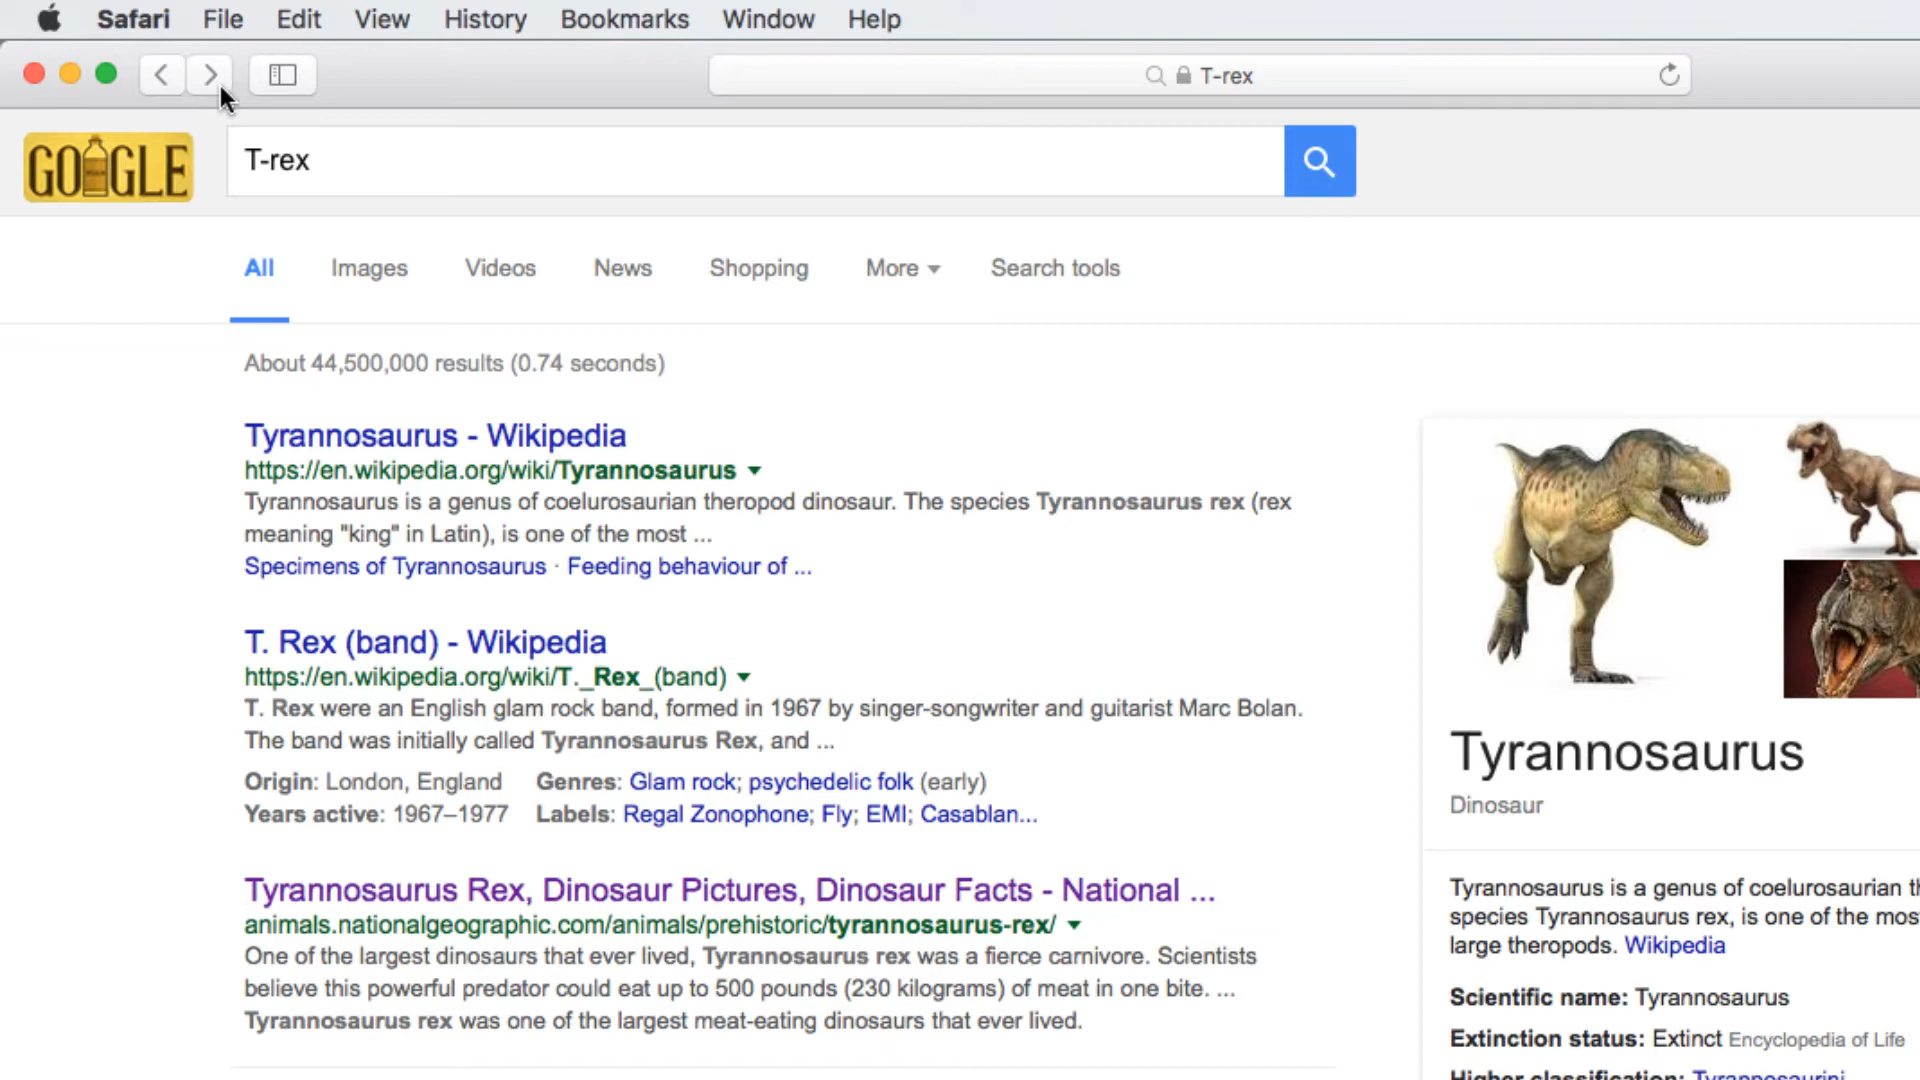 Safari File Edit View History Bookmarks Window Help
T-rex
GOOGLE
T-rex
All Images Videos News Shopping More Search tools
About 44,500,000 results (0.74 seconds)
Tyrannosaurus - Wikipedia
https://en.wikipedia.org/wiki/Tyrannosaurus
Tyrannosaurus is a genus of coelurosaurian theropod dinosaur. The species Tyrannosaurus rex (rex
meaning "king" in Latin), is one of the most ...
Specimens of Tyrannosaurus · Feeding behaviour of ...
T. Rex (band) - Wikipedia
https://en.wikipedia.org/wiki/T._Rex_(band)
T. Rex were an English glam rock band, formed in 1967 by singer-songwriter and guitarist Marc Bolan.
The band was initially called Tyrannosaurus Rex, and ...
Origin: London, England Genres: Glam rock; psychedelic folk (early)
Years active: 1967–1977 Labels: Regal Zonophone; Fly; EMI; Casablan...
Tyrannosaurus Rex, Dinosaur Pictures, Dinosaur Facts - National ...
animals.nationalgeographic.com/animals/prehistoric/tyrannosaurus-rex/
One of the largest dinosaurs that ever lived, Tyrannosaurus rex was a fierce carnivore. Scientists
believe this powerful predator could eat up to 500 pounds (230 kilograms) of meat in one bite. ...
Tyrannosaurus rex was one of the largest meat-eating dinosaurs that ever lived.
Tyrannosaurus
Dinosaur
Tyrannosaurus is a genus of coelurosaurian
species Tyrannosaurus rex, is one of the
large theropods. Wikipedia
Scientific name: Tyrannosaurus
Extinction status: Extinct Encyclopedia of Life
Higher classification: Tyrannosaurini